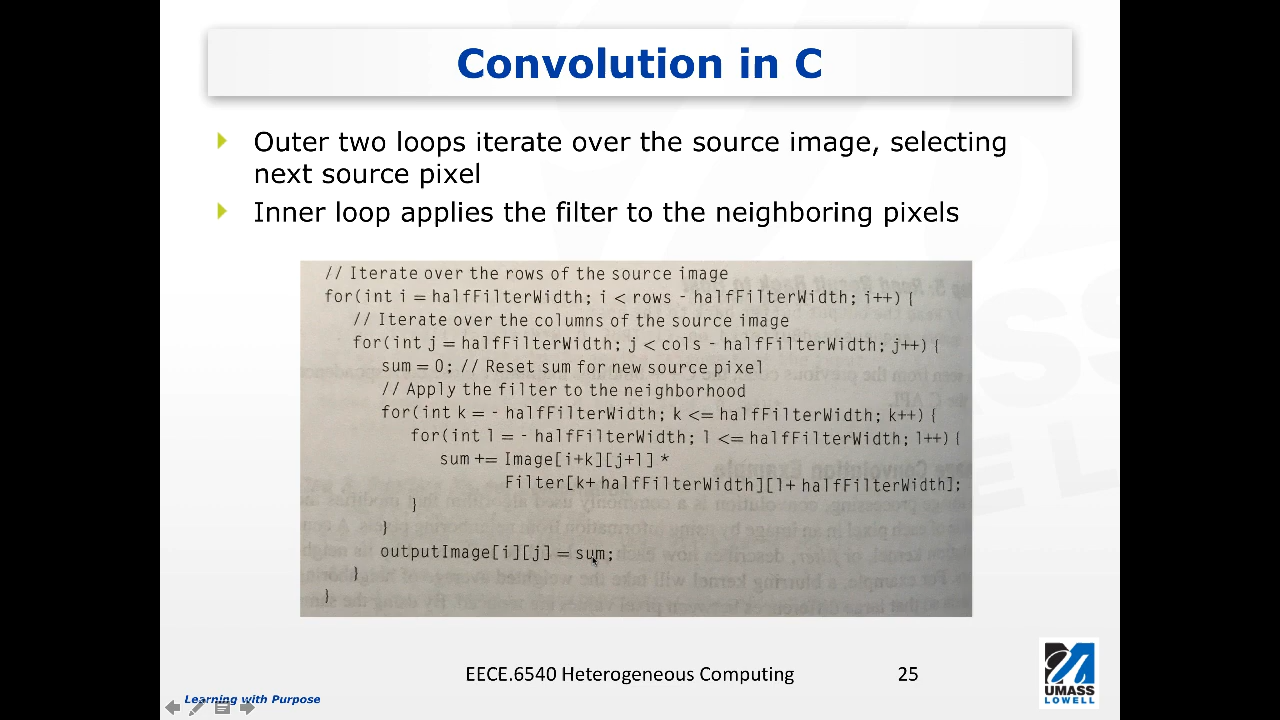 Convolution in C
Outer two loops iterate over the source image, selecting
next source pixel
Inner loop applies the filter to the neighboring pixels
// Iterate over the rows of the source image
for(int i = halfFilterWidth; i < rows - halfFilterWidth; i++) {
// Iterate over the columns of the source image
for(int j = halfFilterWidth; j < cols - halfFilterWidth; j++) {
sum = 0; // Reset sum for new source pixel
// Apply the filter to the neighborhood
for(int k = - halfFilterWidth; k <= halfFilterWidth; k++) {
for(int l = - halfFilterWidth; l <= halfFilterWidth; l++) {
sum += Image[i+k][j+l] *
Filter[k+ halfFilterWidth][l+ halfFilterWidth];
}
}
outputImage[i][j] = sum;
}
}
EECE.6540 Heterogeneous Computing 25
Learning with Purpose
UMASS
LOWELL